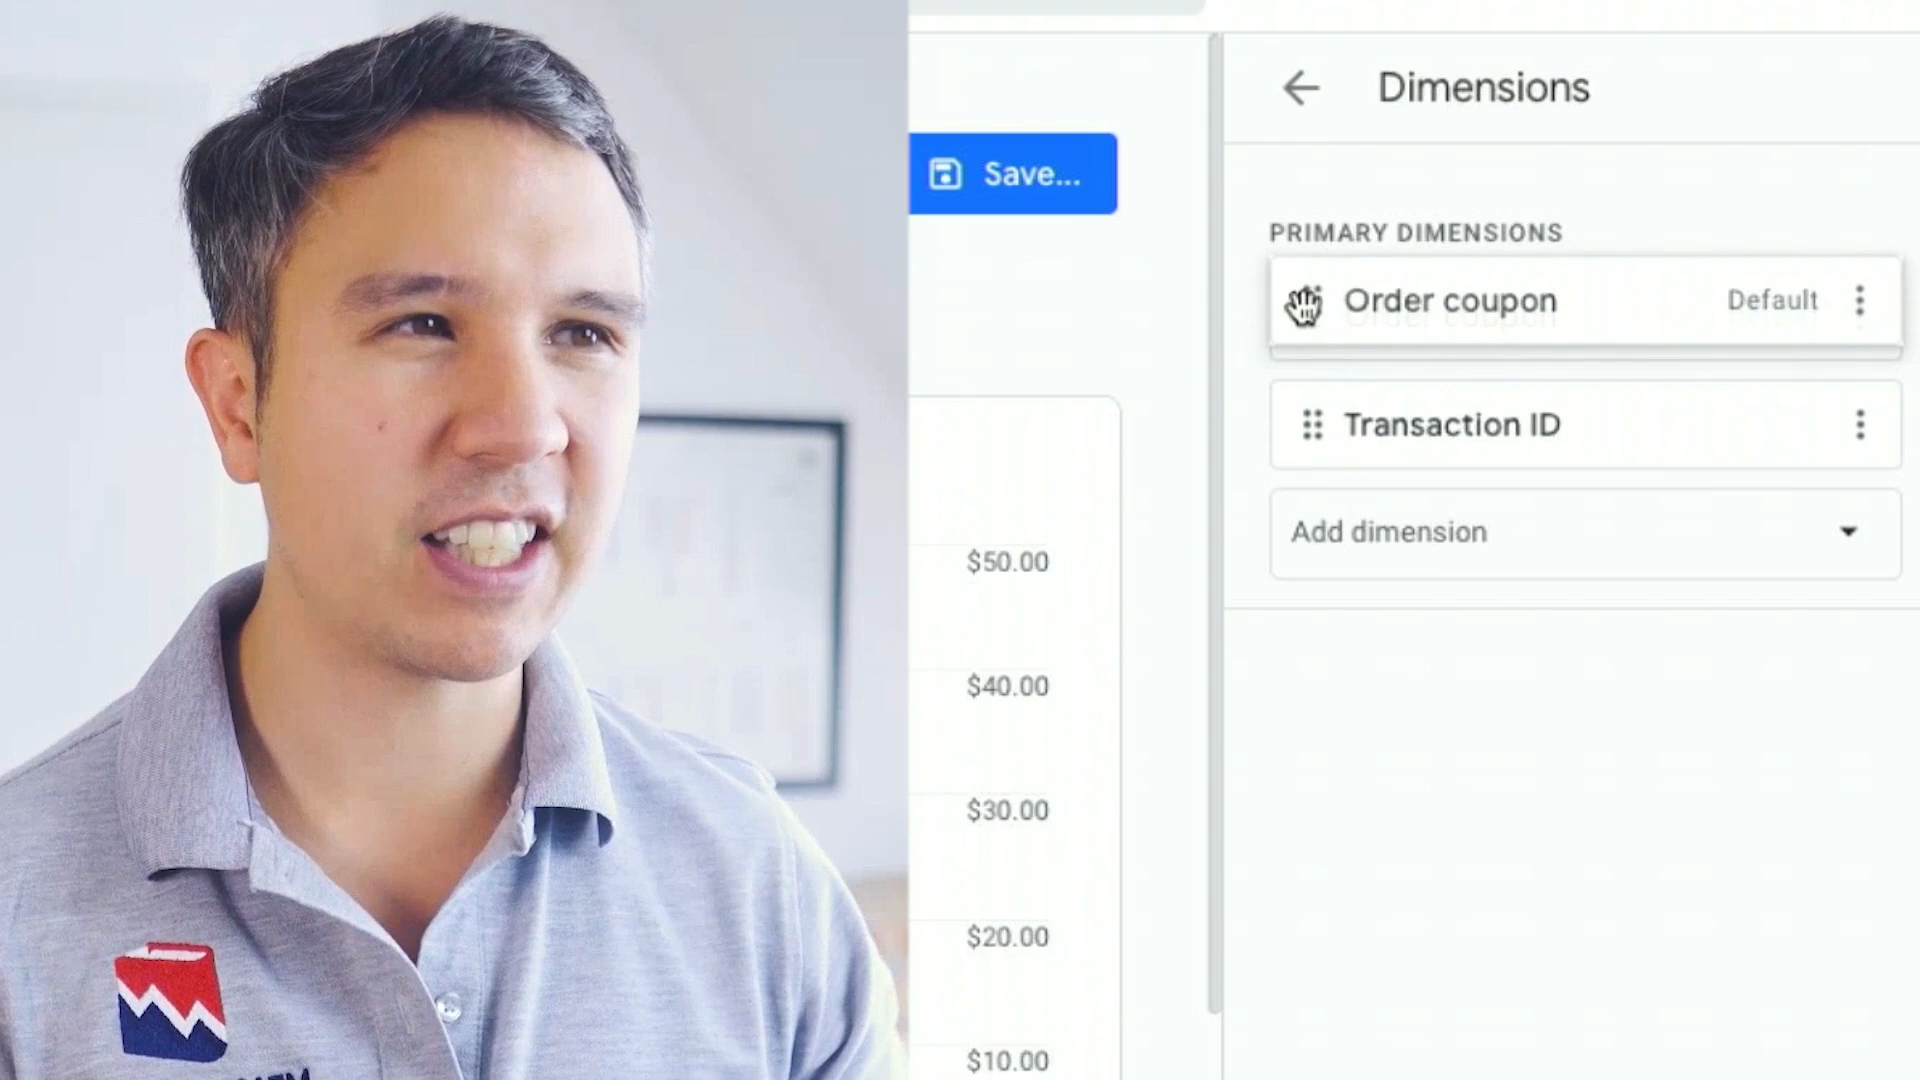 Dimensions
Save...
PRIMARY DIMENSIONS
Order coupon Default
Transaction ID
Add dimension
$50.00
$40.00
$30.00
$20.00
$10.00